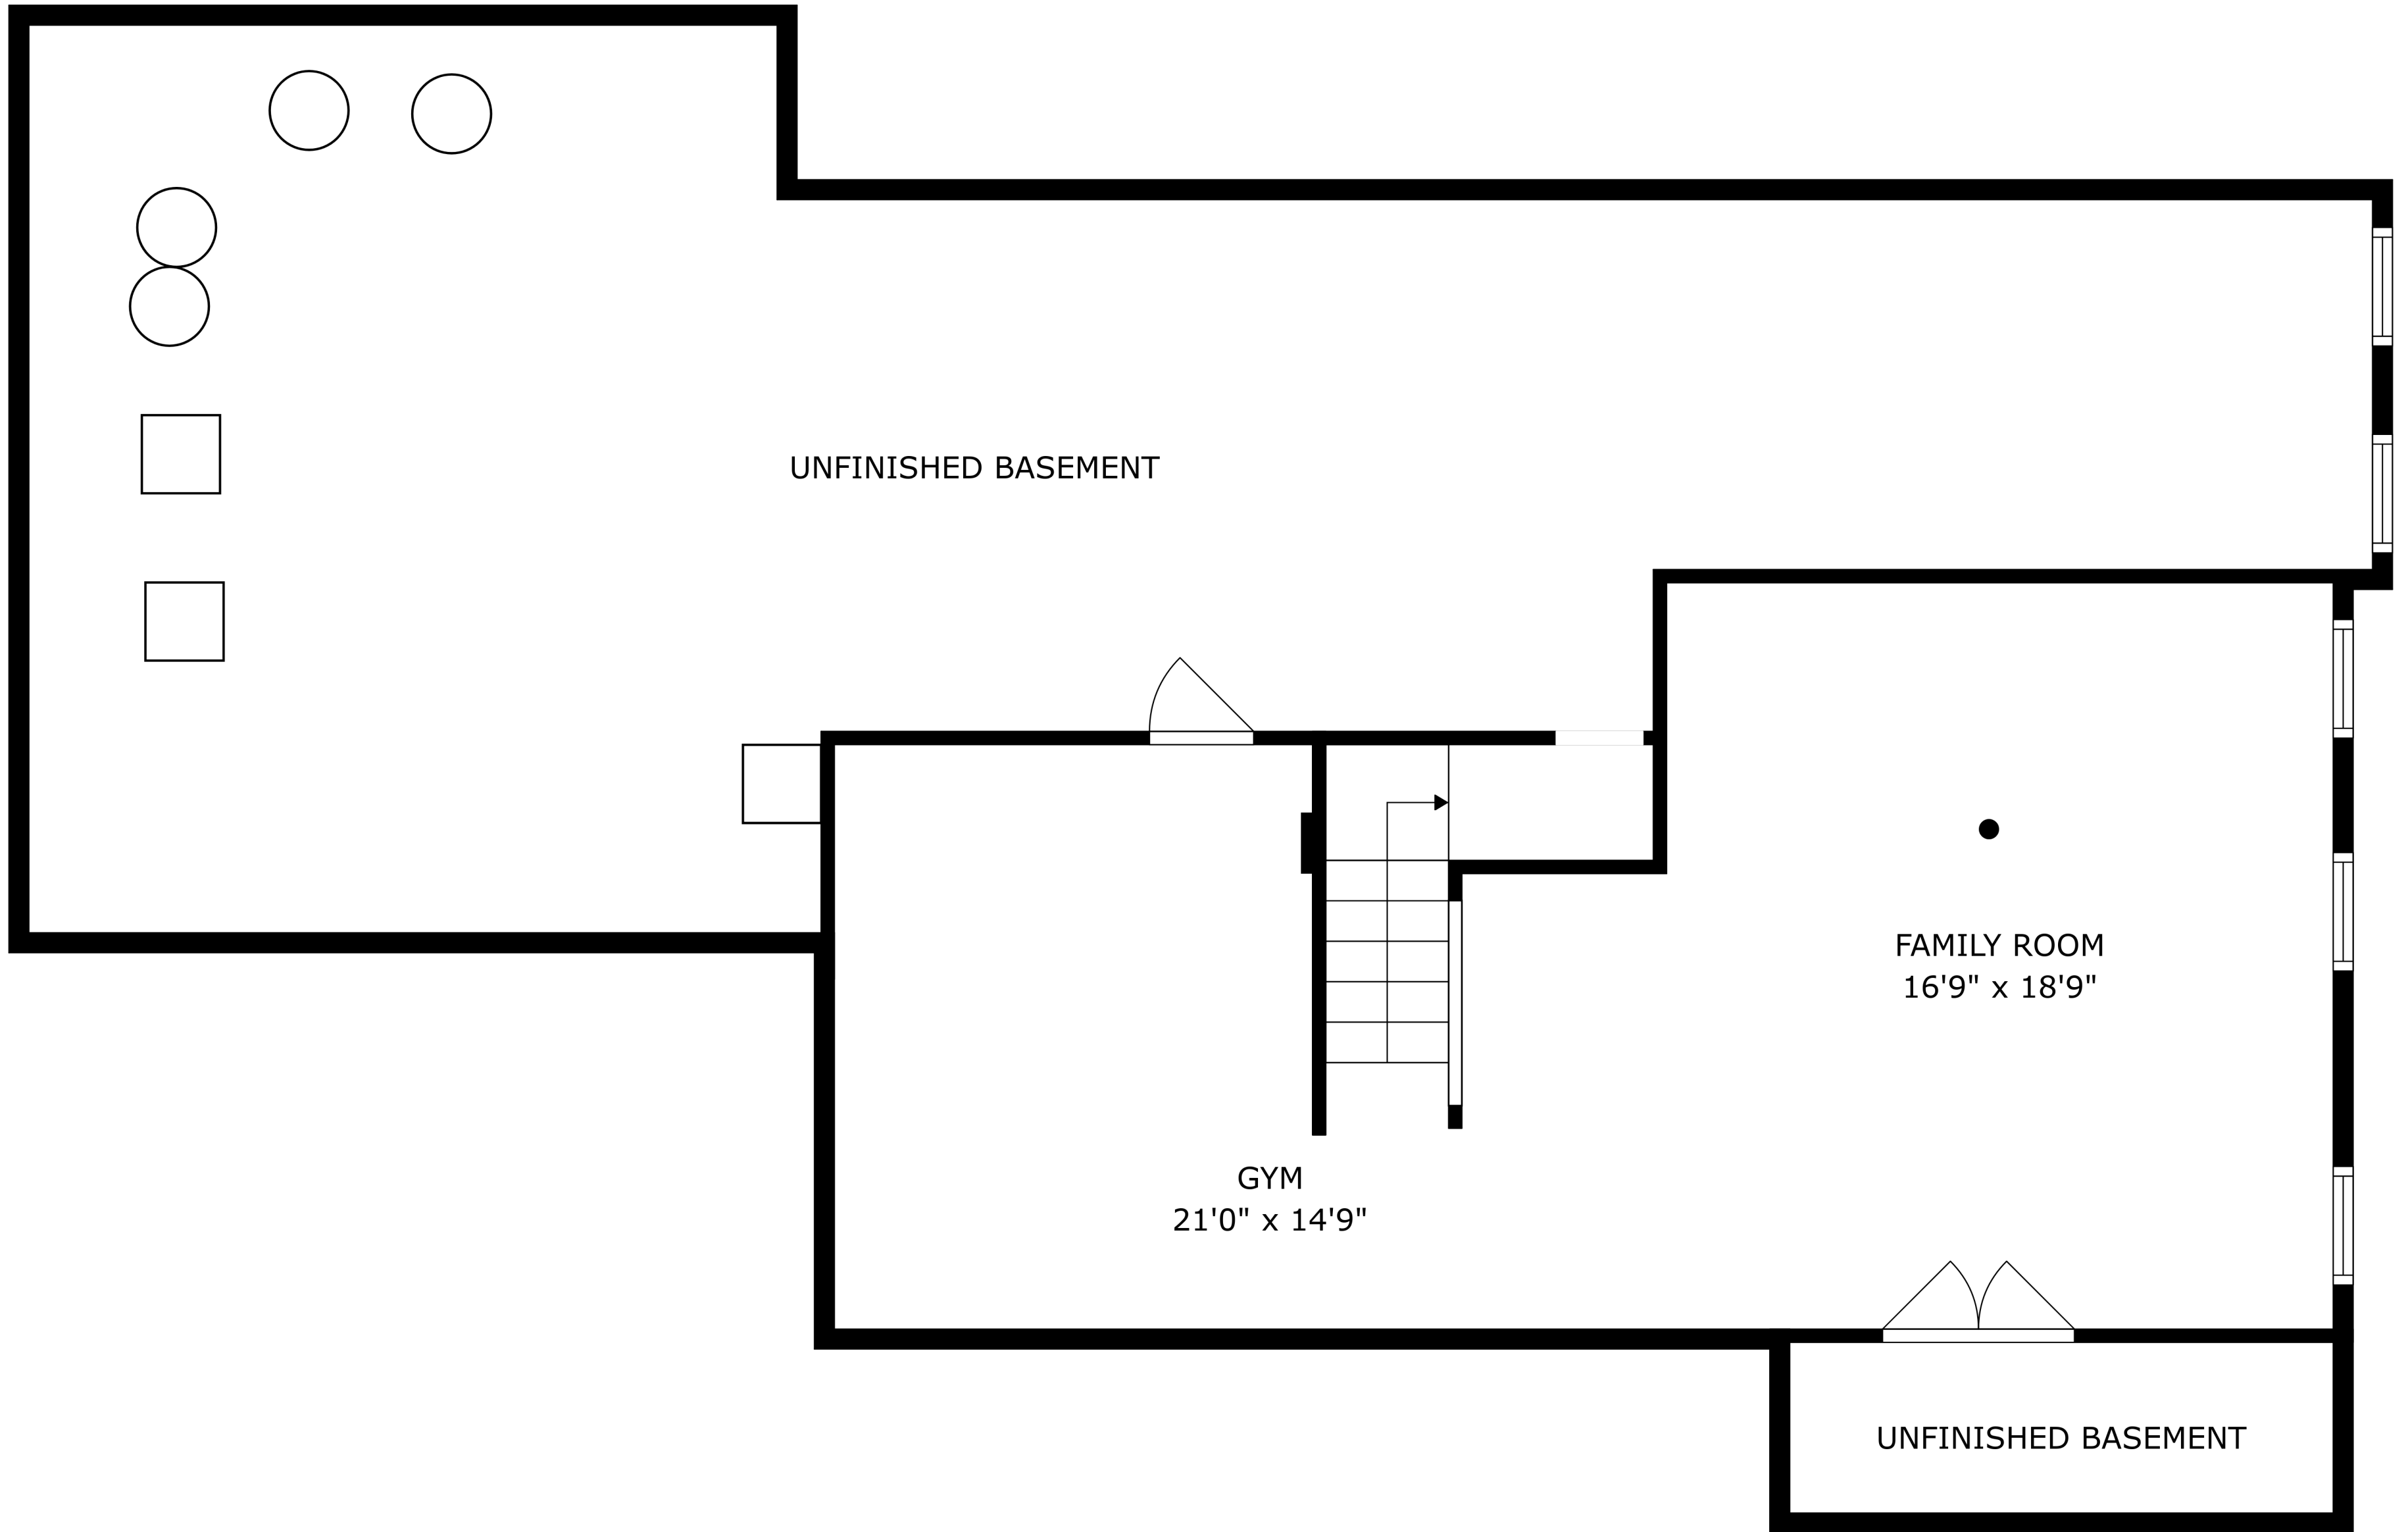 UNFINISHED BASEMENT
FAMILY ROOM
16'9" x 18'9"
GYM
21'0" x 14'9"
UNFINISHED BASEMENT